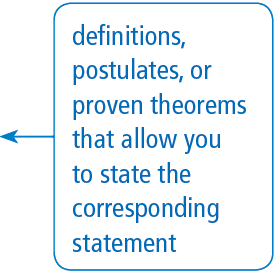 definitions,
postulates, or
proven theorems
that allow you
to state the
corresponding
statement